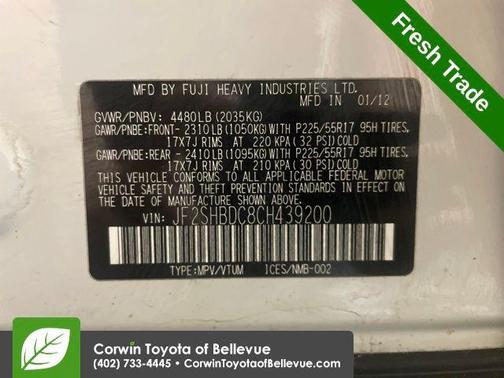 Fresh Trade
MFD BY FUJI HEAVY INDUSTRIES LTD. 01/12
GVWR/PNBV: 4480LB (2035KG)
GAWR/PNBE:FRONT- 2310LB(1050KG)WITH P225/55R17 95H TIRES,
17X7J RIMS AT 220 KPA (32 PSI) COLD
GAWR/PNBE:REAR - 2410LB(1095KG)WITH P225/55R17 95H TIRES,
17X7J RIMS AT 210 KPA (30 PSI) COLD
THIS VEHICLE CONFORMS TO ALL APPLICABLE FEDERAL MOTOR
VEHICLE SAFETY AND THEFT PREVENTION STANDARDS IN EFFECT ON
THE DATE OF MANUFACTURE SHOWN ABOVE.
VIN: JF2SHBDC8CH439200
TYPE:MPV/VTUM ICES/NMB-002
Corwin Toyota of Bellevue
(402) 733-4445 • CorwinToyotaofBellevue.com